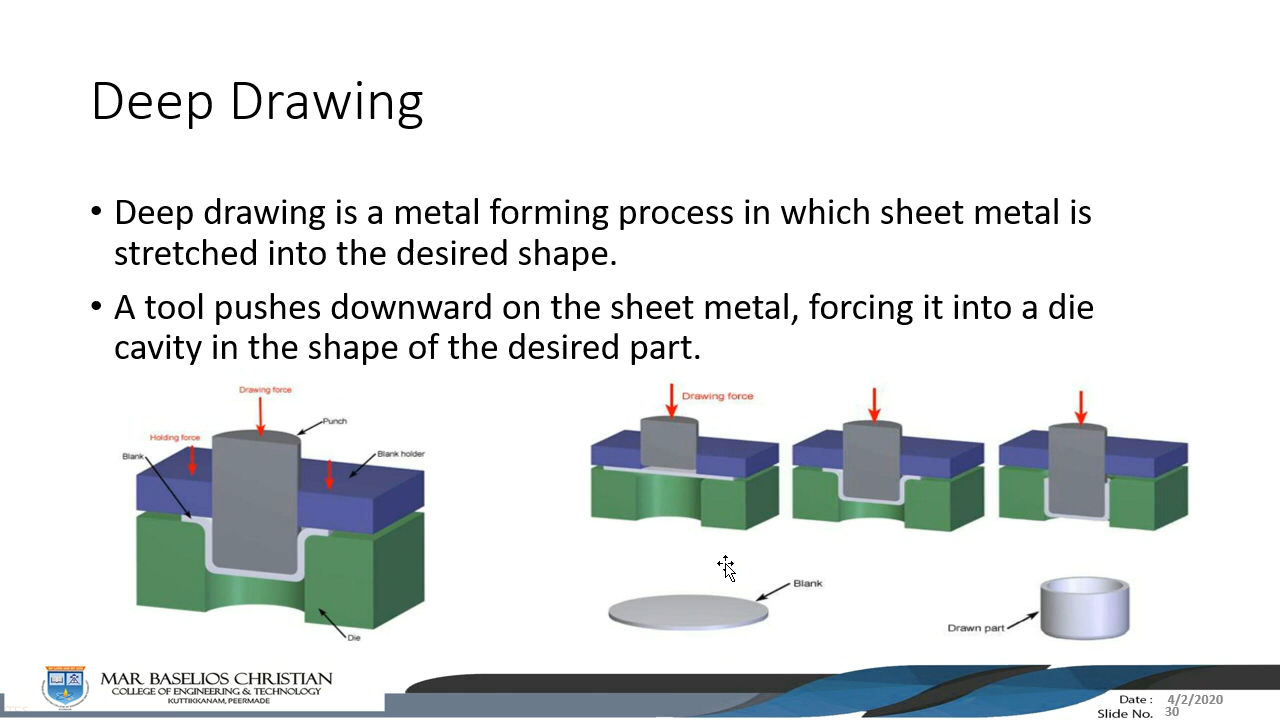 Deep Drawing
• Deep drawing is a metal forming process in which sheet metal is
stretched into the desired shape.
• A tool pushes downward on the sheet metal, forcing it into a die
cavity in the shape of the desired part.
Drawing force
Punch
Holding force
Blank
Blank holder
Die
Drawing force
Blank
Drawn part
MAR BASELIOS CHRISTIAN
COLLEGE OF ENGINEERING & TECHNOLOGY
KUTTIKKANAM, PEERMADE
Date : 4/2/2020
Slide No. 30